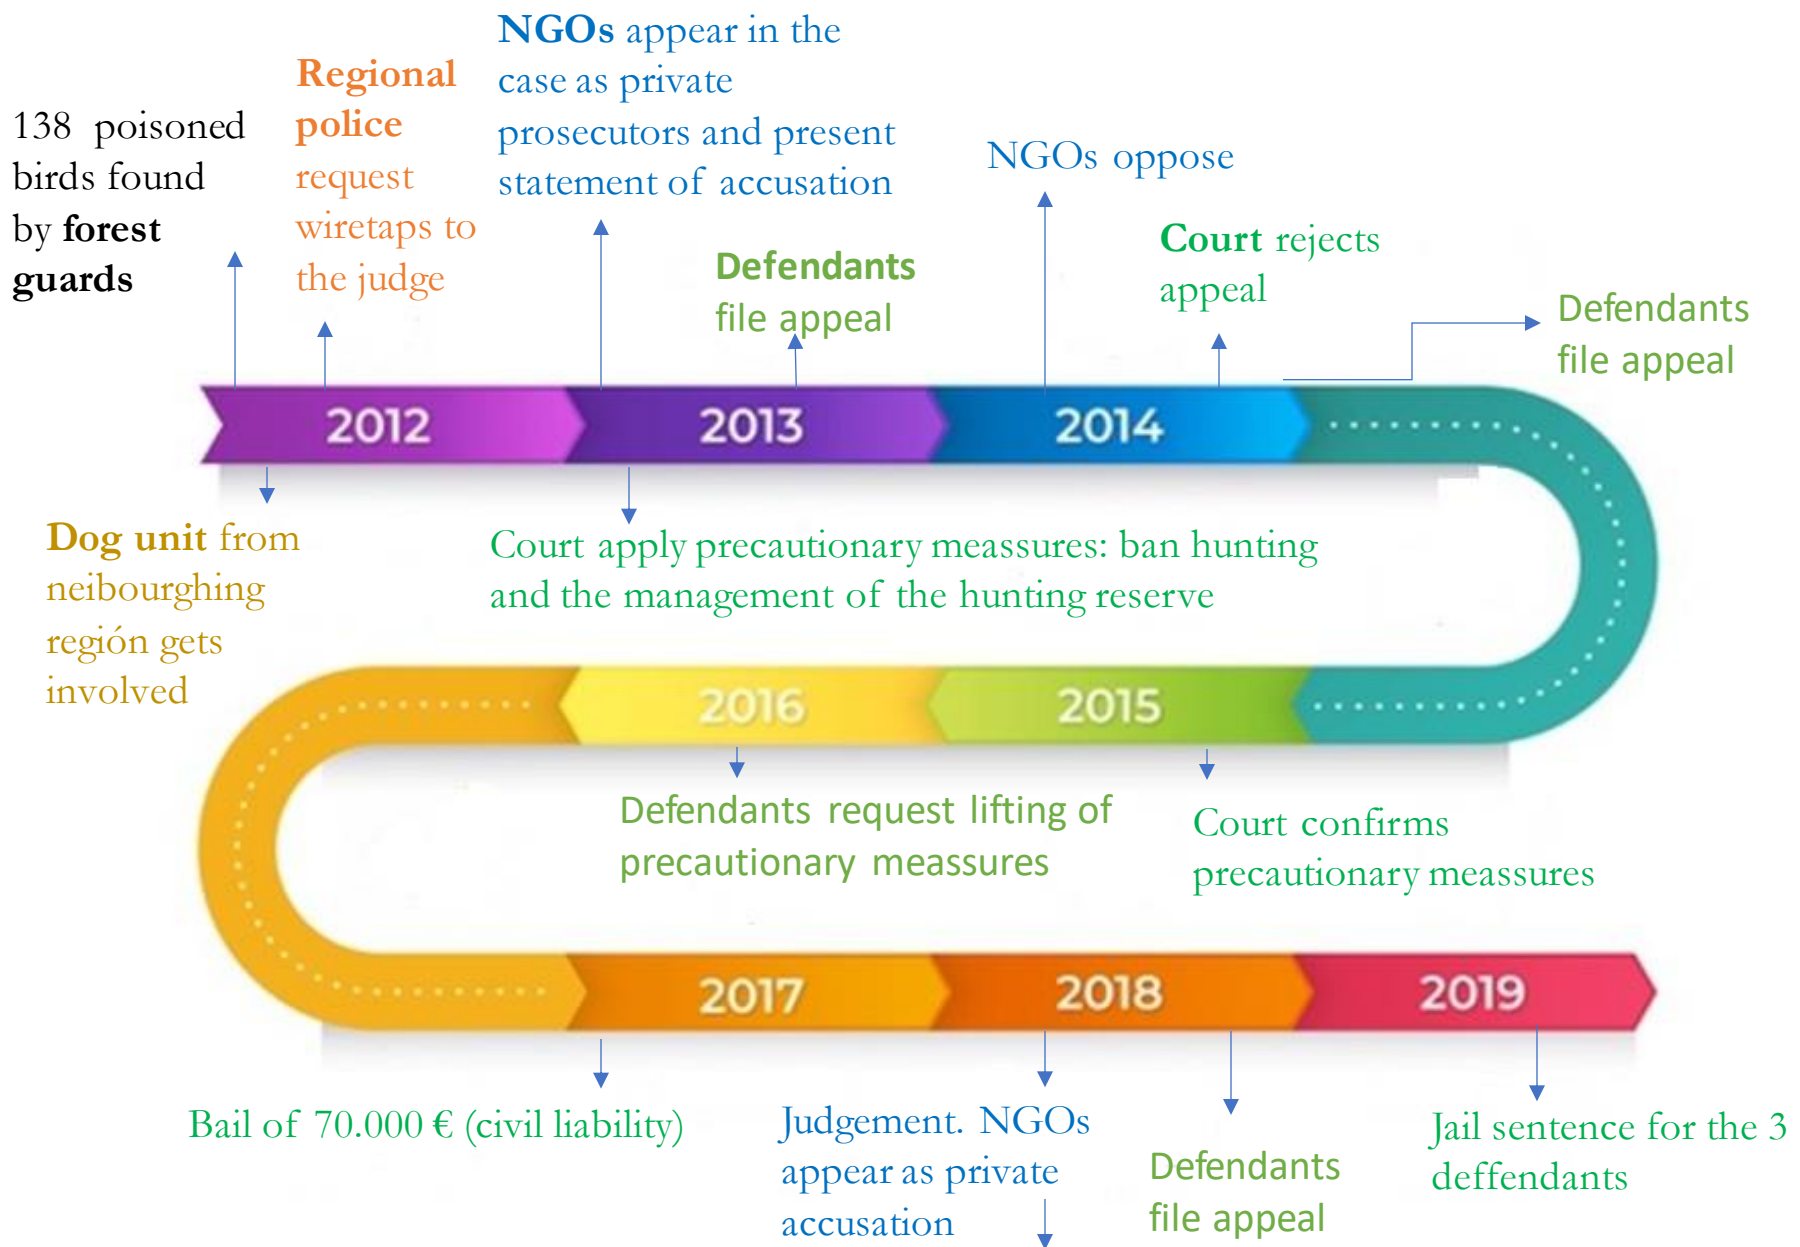 138 poisoned
birds found
by forest
guards
Regional
police
request
wiretaps to
the judge
NGOs appear in the
case as private
prosecutors and present
statement of accusation
Defendants
file appeal
NGOs oppose
Court rejects
appeal
Defendants
file appeal
2012
2013
2014
Dog unit from
neibourghing
región gets
involved
Court apply precautionary meassures: ban hunting
and the management of the hunting reserve
2016
2015
Defendants request lifting of
precautionary meassures
Court confirms
precautionary meassures
2017
2018
2019
Bail of 70.000 € (civil liability)
Judgement. NGOs
appear as private
accusation
Defendants
file appeal
Jail sentence for the 3
deffendants